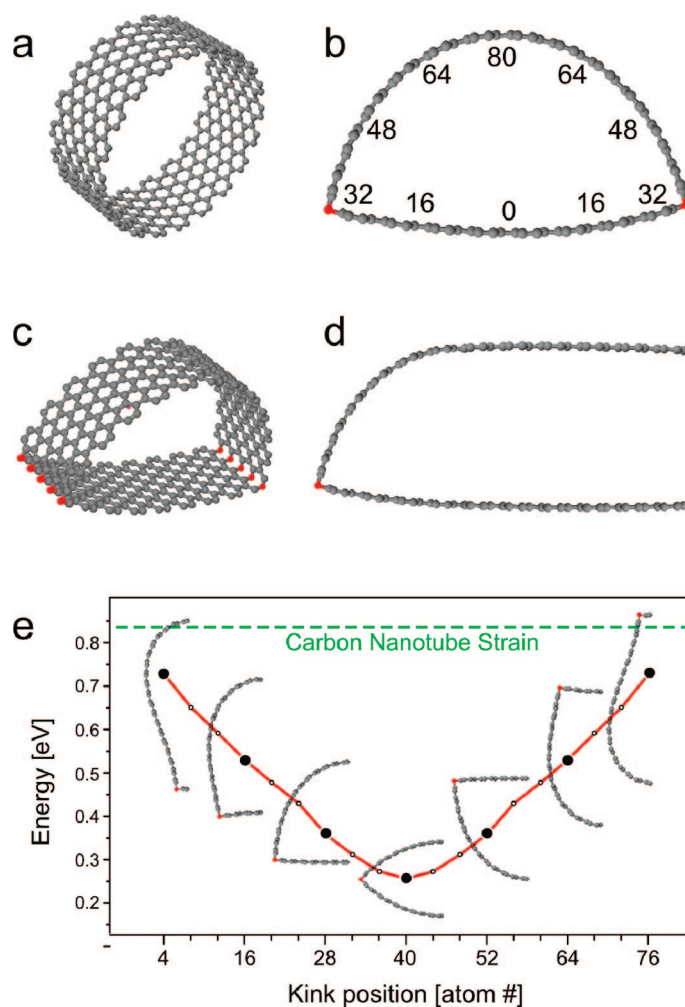 a
b
80
64 64
48 48
32 16 0 16 32
c
d
e
Carbon Nanotube Strain
0.8
0.7
0.6
0.5
0.4
0.3
0.2
Energy [eV]
4 16 28 40 52 64 76
Kink position [atom #]